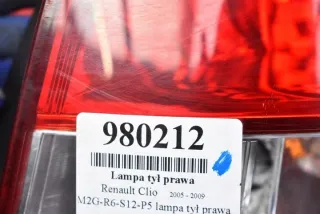 980212
Lampa tył prawa
Renault Clio 2005 - 2009
M2G-R6-S12-P5 lampa tył prawa